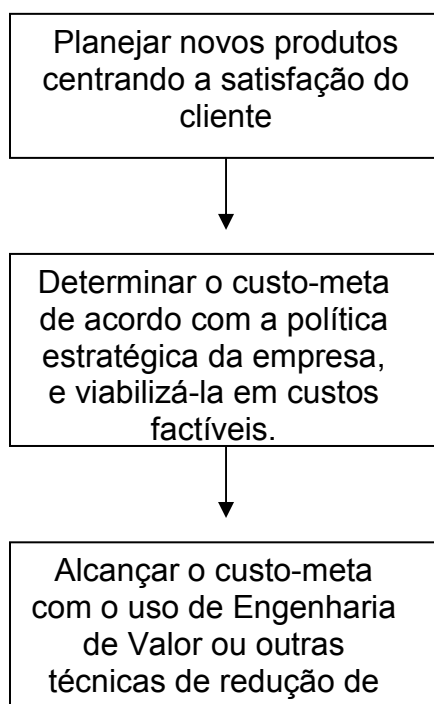 Planejar novos produtos
centrando a satisfação do
cliente
Determinar o custo-meta
de acordo com a política
estratégica da empresa,
e viabilizá-la em custos
factíveis.
Alcançar o custo-meta
com o uso de Engenharia
de Valor ou outras
técnicas de redução de